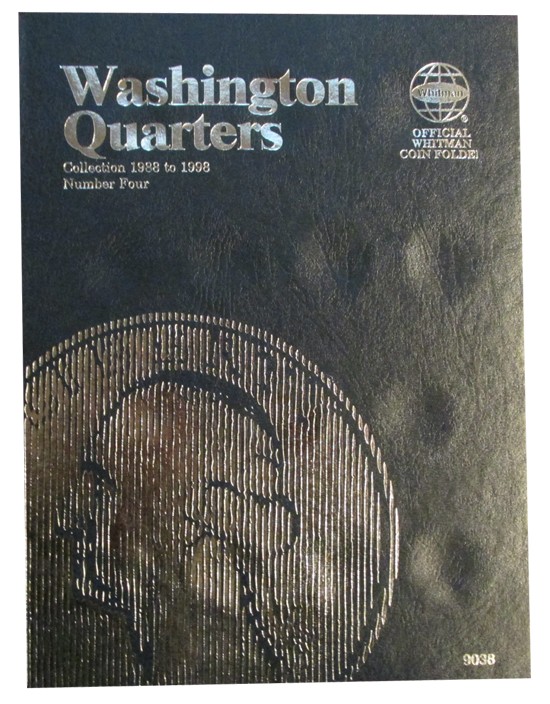 Washington
Quarters
Collection 1988 to 1998
Number Four
Whitman
®
OFFICIAL
WHITMAN
COIN FOLDER
9038